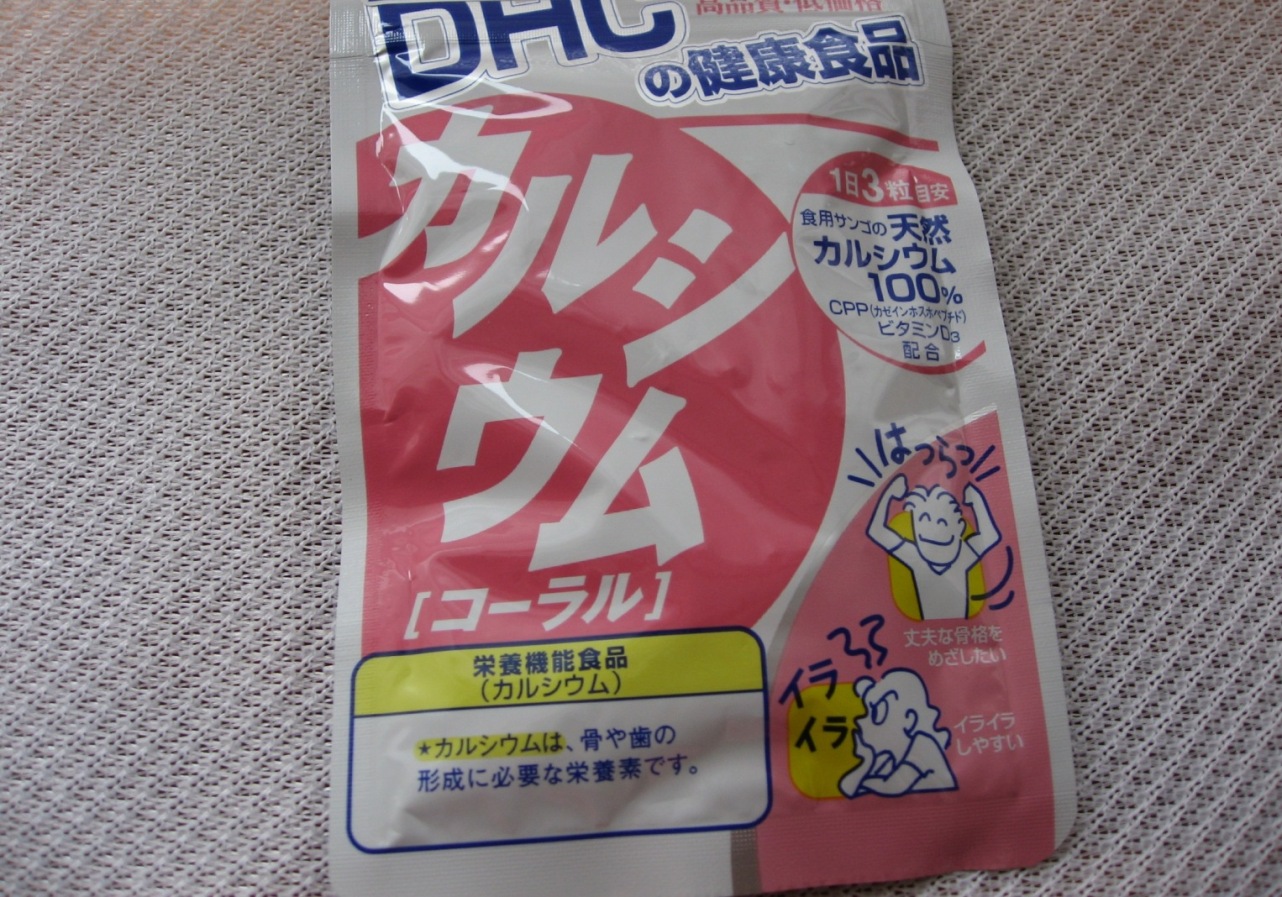 高品質・低価格
DHC
の健康食品
カルシ
ウム
[コーラル]
1日3粒目安
食用サンゴの天然
カルシウム
100%
CPP(カゼインホスホペプチド)
ビタミンD3
配合
はつらつ
丈夫な骨格を
めざしたい
イラ
イラ
イライラ
しやすい
栄養機能食品
(カルシウム)
★カルシウムは、骨や歯の
形成に必要な栄養素です。